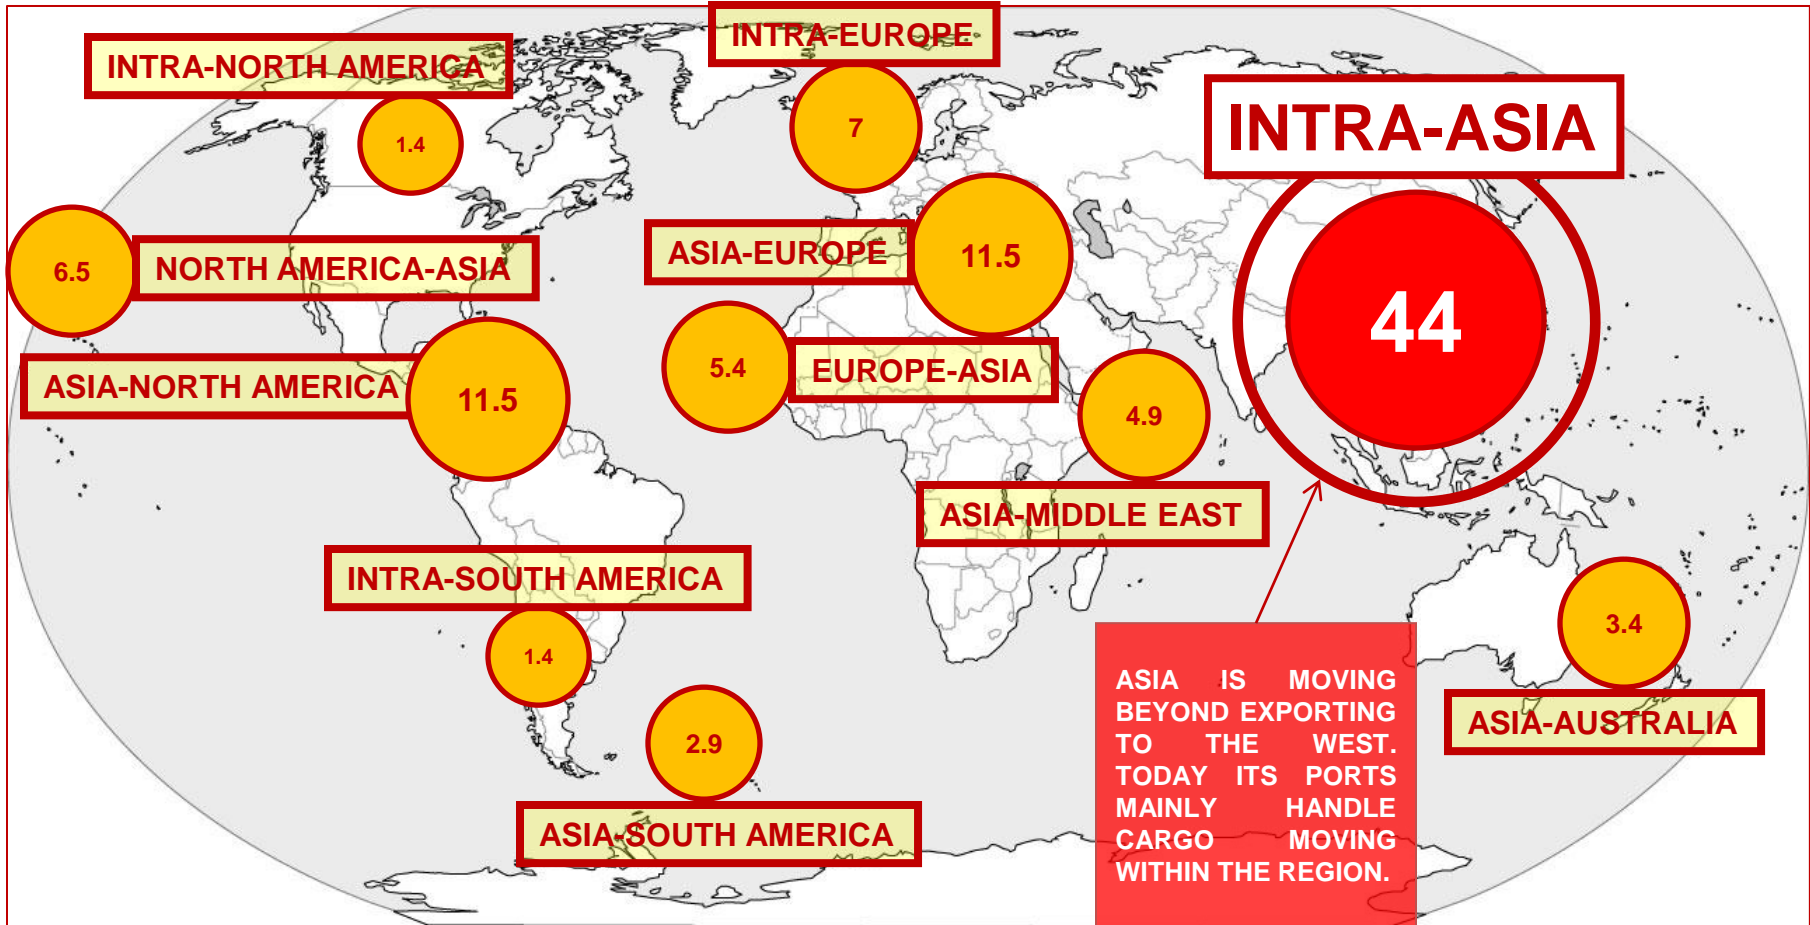 INTRA-EUROPE
INTRA-NORTH AMERICA
7
INTRA-ASIA
1.4
6.5
NORTH AMERICA-ASIA
ASIA-EUROPE
11.5
44
5.4
EUROPE-ASIA
ASIA-NORTH AMERICA
11.5
4.9
ASIA-MIDDLE EAST
INTRA-SOUTH AMERICA
1.4
3.4
ASIA-AUSTRALIA
2.9
ASIA-SOUTH AMERICA
ASIA IS MOVING
BEYOND EXPORTING
TO THE WEST.
TODAY ITS PORTS
MAINLY HANDLE
CARGO MOVING
WITHIN THE REGION.